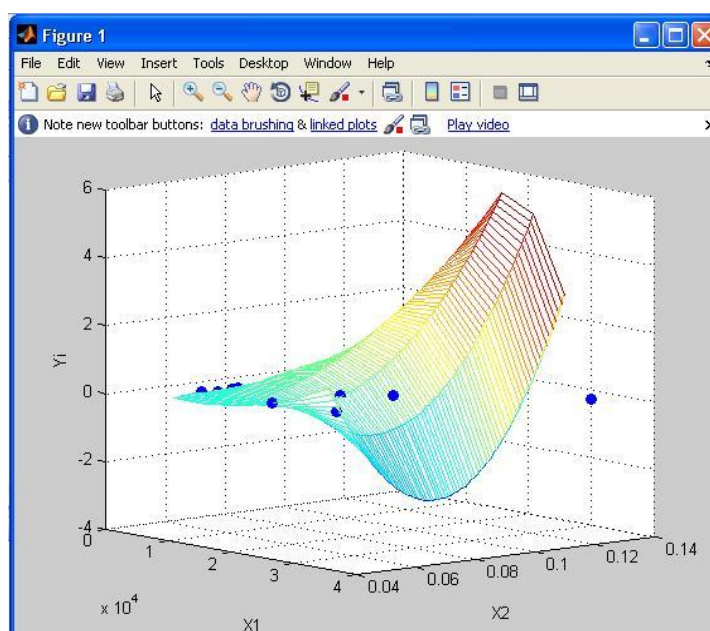 Figure 1
File Edit View Insert Tools Desktop Window Help
Note new toolbar buttons: data brushing & linked plots Play video
6
4
2
0
-2
-4
Yi
0
1
2
3
4
x 10^4
X1
0.04
0.06
0.08
0.1
0.12
0.14
X2